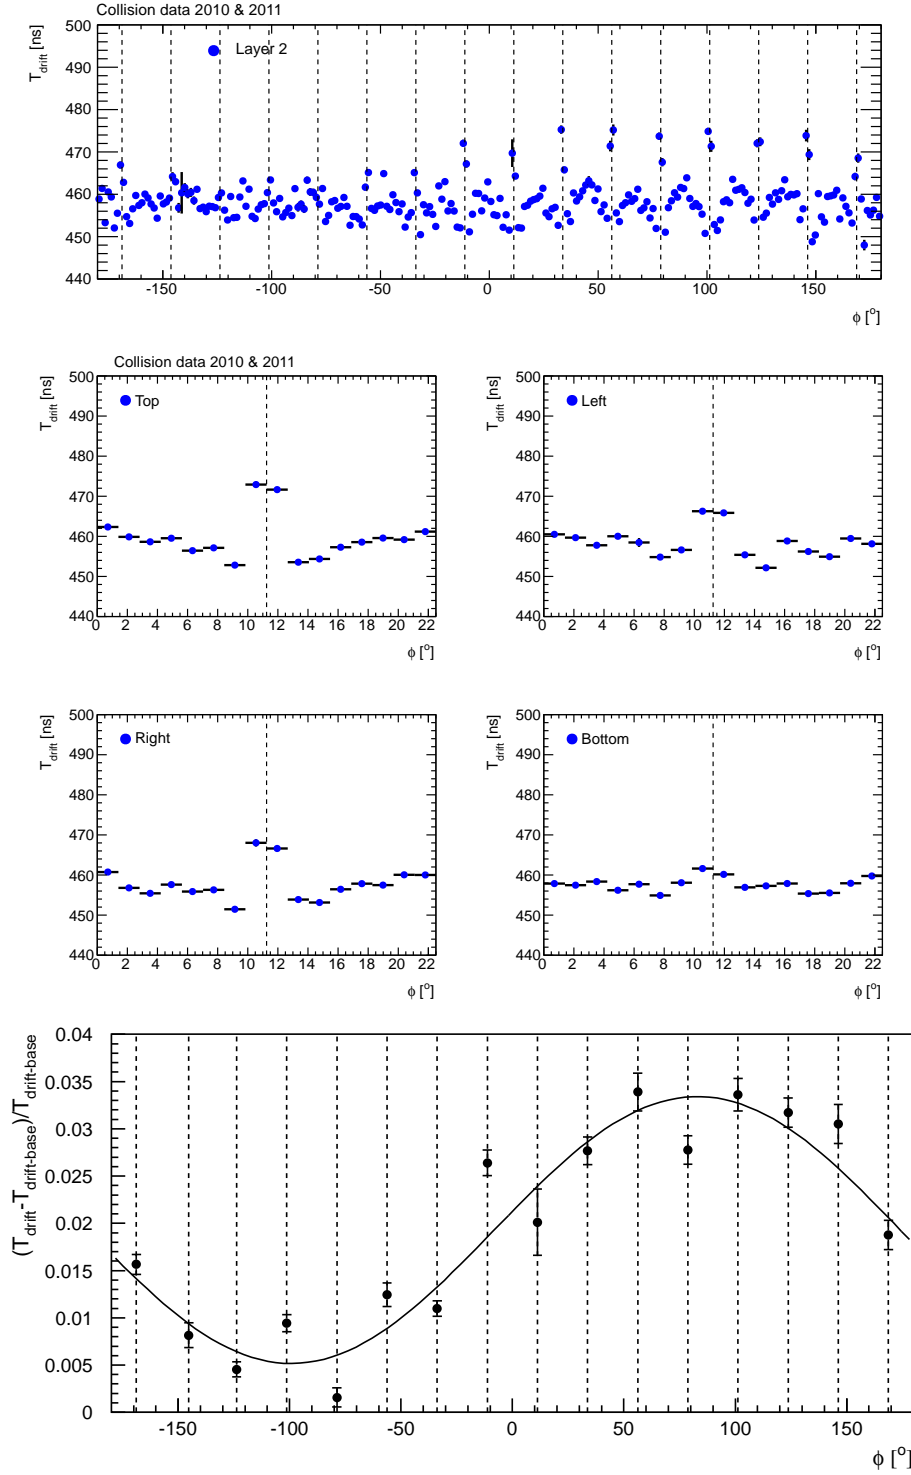 Collision data 2010 & 2011
T_drift [ns]
500
490
480
470
460
450
440
Layer 2
-150 -100 -50 0 50 100 150
ϕ [o]
Collision data 2010 & 2011
T_drift [ns]
500
490
480
470
460
450
440
Top
0 2 4 6 8 10 12 14 16 18 20 22
ϕ [o]
T_drift [ns]
500
490
480
470
460
450
440
Left
0 2 4 6 8 10 12 14 16 18 20 22
ϕ [o]
T_drift [ns]
500
490
480
470
460
450
440
Right
0 2 4 6 8 10 12 14 16 18 20 22
ϕ [o]
T_drift [ns]
500
490
480
470
460
450
440
Bottom
0 2 4 6 8 10 12 14 16 18 20 22
ϕ [o]
(T_drift-T_drift-base)/T_drift-base
0.04
0.035
0.03
0.025
0.02
0.015
0.01
0.005
0
-150 -100 -50 0 50 100 150
ϕ [o]